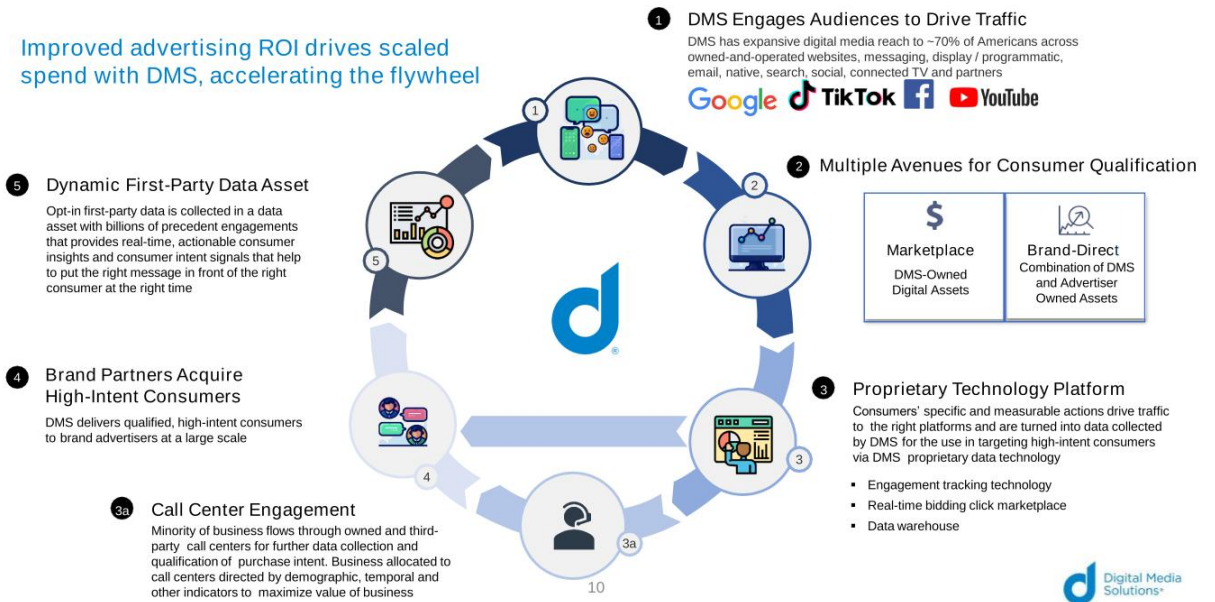 Improved advertising ROI drives scaled
spend with DMS, accelerating the flywheel
1
DMS Engages Audiences to Drive Traffic
DMS has expansive digital media reach to ~70% of Americans across
owned-and-operated websites, messaging, display / programmatic,
email, native, search, social, connected TV and partners
Google TikTok YouTube
2
Multiple Avenues for Consumer Qualification
$
Marketplace
DMS-Owned
Digital Assets
Brand-Direct
Combination of DMS
and Advertiser
Owned Assets
3
Proprietary Technology Platform
Consumers' specific and measurable actions drive traffic
to the right platforms and are turned into data collected
by DMS for the use in targeting high-intent consumers
via DMS proprietary data technology
▪ Engagement tracking technology
▪ Real-time bidding click marketplace
▪ Data warehouse
3a
Call Center Engagement
Minority of business flows through owned and third-
party call centers for further data collection and
qualification of purchase intent. Business allocated to
call centers directed by demographic, temporal and
other indicators to maximize value of business
4
Brand Partners Acquire
High-Intent Consumers
DMS delivers qualified, high-intent consumers
to brand advertisers at a large scale
5
Dynamic First-Party Data Asset
Opt-in first-party data is collected in a data
asset with billions of precedent engagements
that provides real-time, actionable consumer
insights and consumer intent signals that help
to put the right message in front of the right
consumer at the right time
1
2
3
3a
4
5
d®
10
Digital Media
Solutions